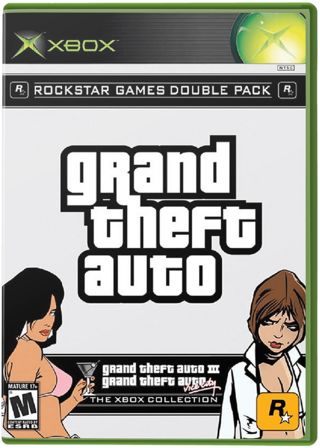 XBOX
NTSC
R★ ROCKSTAR GAMES DOUBLE PACK R★
grand
theft
auto
grand theft auto III
grand theft auto Vice City
THE XBOX COLLECTION
MATURE 17+
M
ESRB
R★